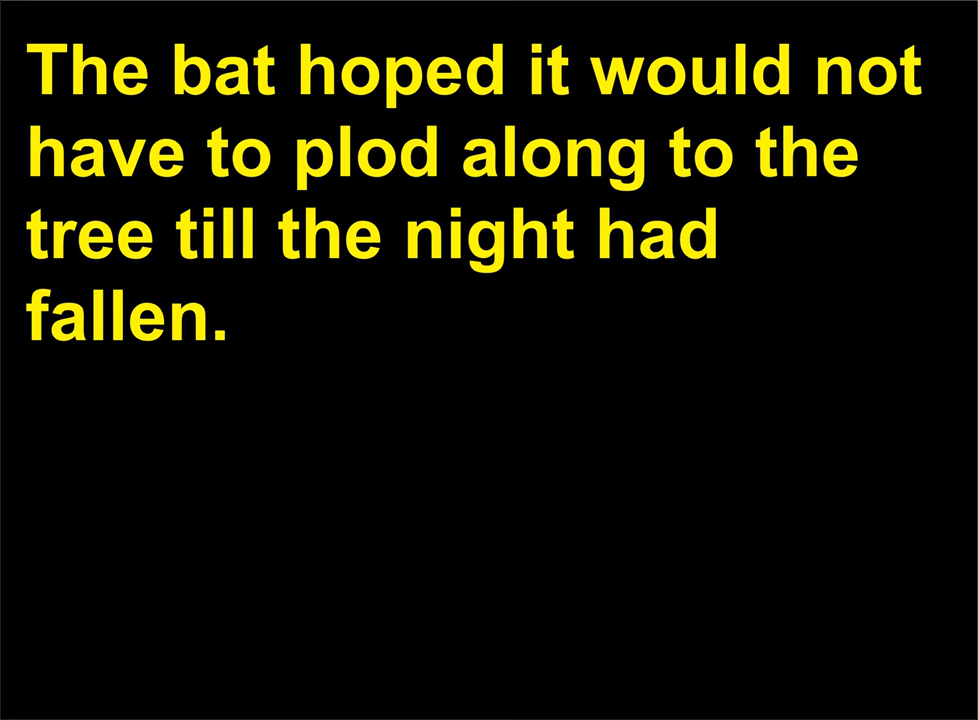 The bat hoped it would not
have to plod along to the
tree till the night had
fallen.